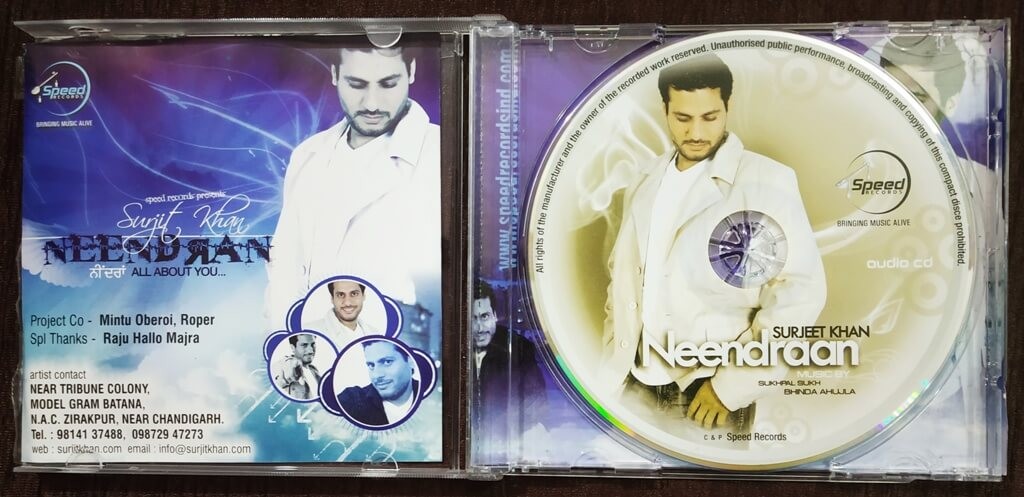 Speed
RECORDS
BRINGING MUSIC ALIVE
speed records presents
Surjit Khan
NEENDRAN
ਨੀਂਦਰਾਂ ALL ABOUT YOU...
Project Co - Mintu Oberoi, Roper
Spl Thanks - Raju Hallo Majra
artist contact
NEAR TRIBUNE COLONY,
MODEL GRAM BATANA,
N.A.C. ZIRAKPUR, NEAR CHANDIGARH.
Tel. : 98141 37488, 098729 47273
web : surjitkhan.com email : info@surjitkhan.com
www.speedrecordsind.com
All rights of the manufacturer and the owner of the recorded work reserved. Unauthorised public performance, broadcasting and copying of this compact disce prohibited.
Speed
RECORDS
BRINGING MUSIC ALIVE
audio cd
SURJEET KHAN
Neendraan
MUSIC BY
SUKHPAL SUKH
BHINDA AHUJLA
C & P Speed Records